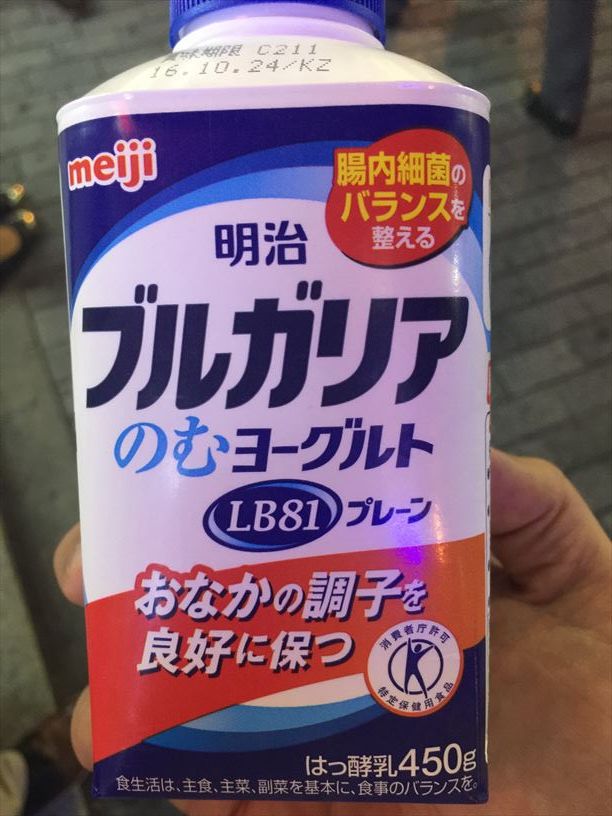 賞味期限 C211
16.10.24/KZ
meiji
腸内細菌の
バランスを
整える
明治
ブルガリア
のむヨーグルト
LB81 プレーン
おなかの調子を
良好に保つ
消費者庁許可
特定保健用食品
はっ酵乳450g
食生活は、主食、主菜、副菜を基本に、食事のバランスを。